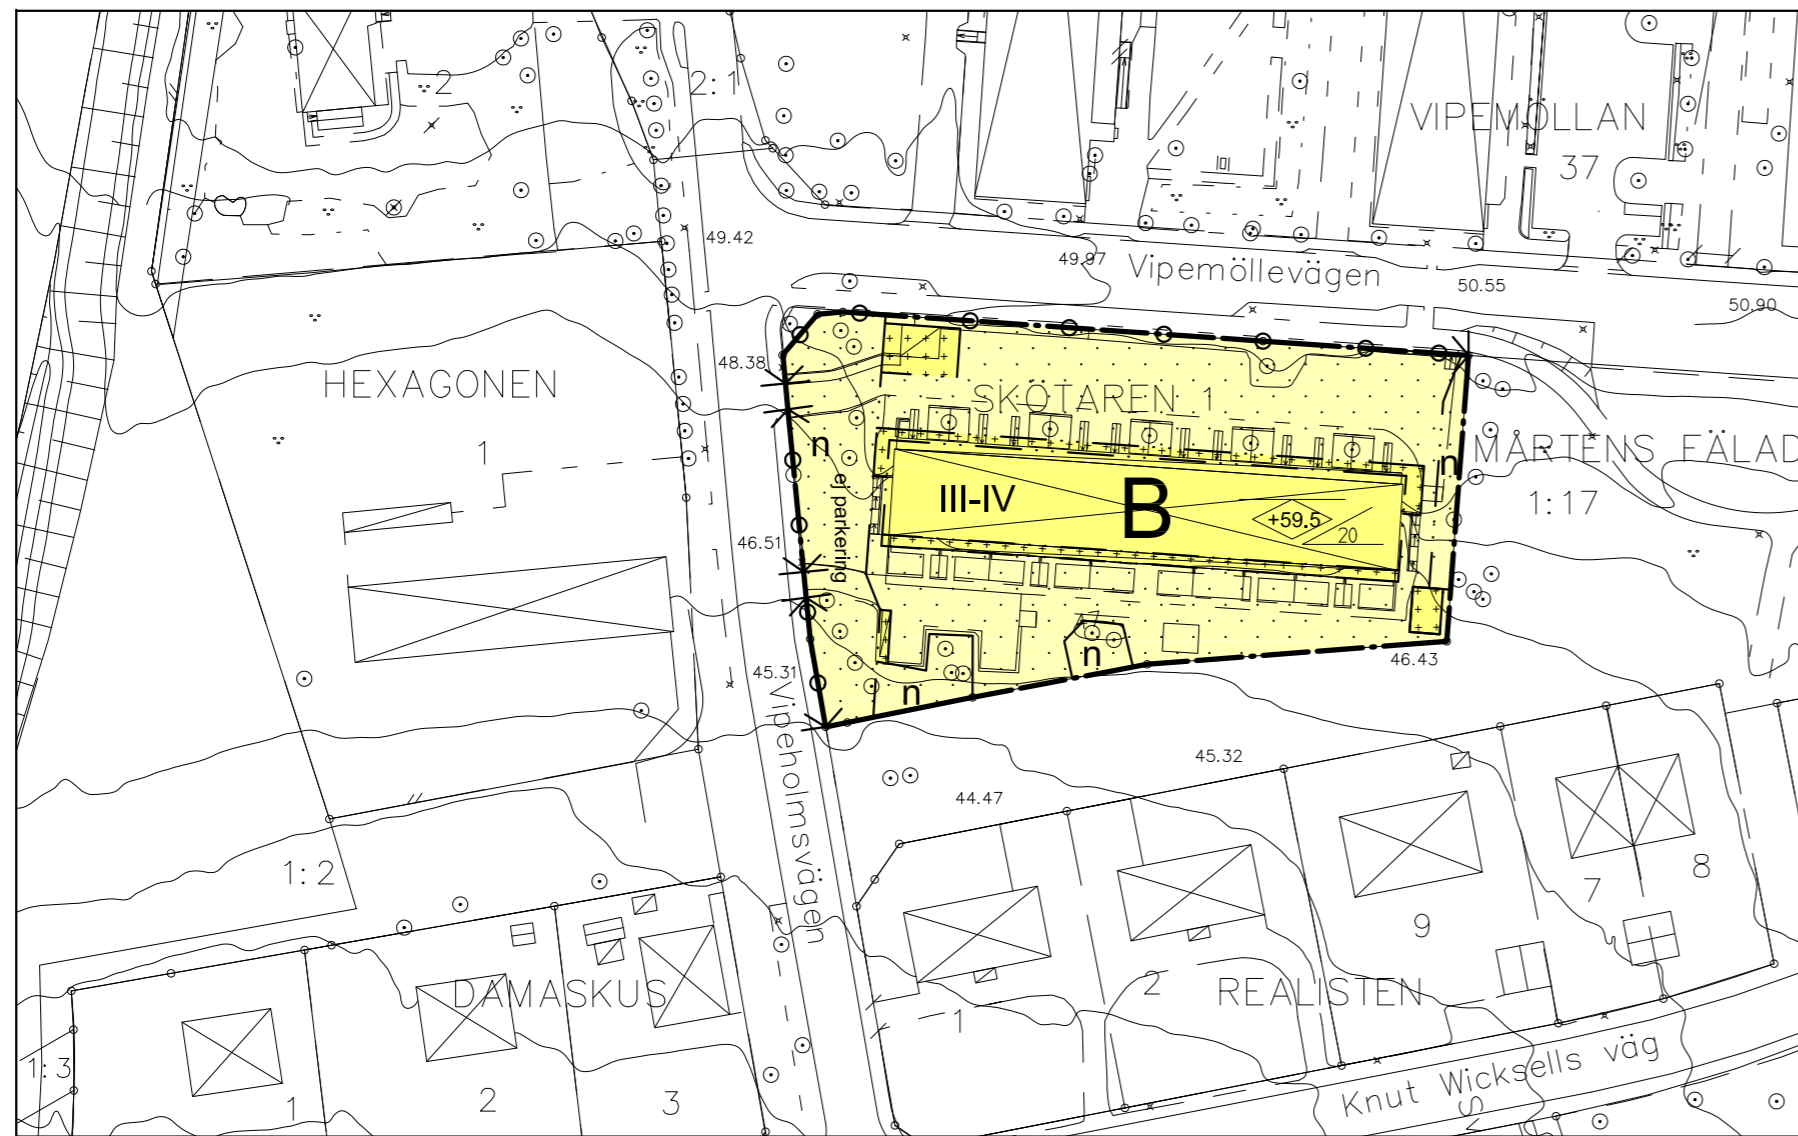 2
2:1
VIPEMÖLLAN
37
49.42
49.97
Vipemöllevägen
50.55
50.90
48.38
HEXAGONEN
1
SKÖTAREN 1
n
n
MÅRTENS FÄLAD
1:17
ej parkering
III-IV
B
+59.5
20
46.51
45.31
n
n
46.43
Vipeholmsvägen
45.32
44.47
1:2
8
7
9
DAMASKUS
2
REALISTEN
1
1:3
1
2
3
Knut Wicksells väg